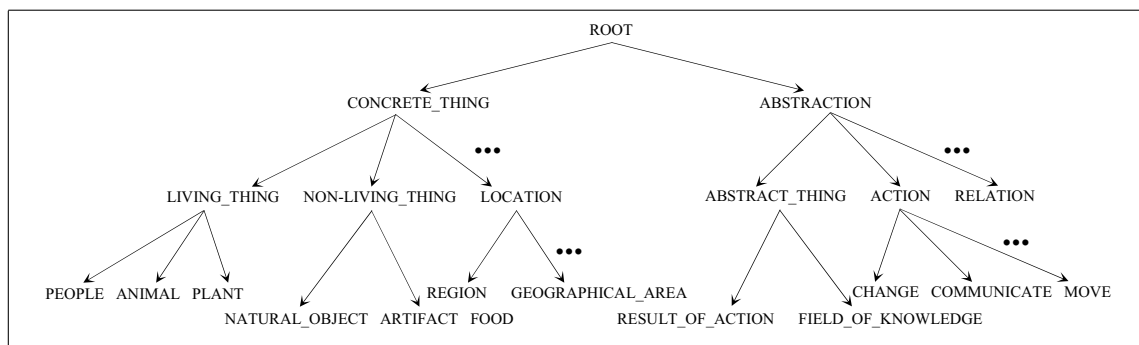 ROOT
CONCRETE_THING ABSTRACTION
LIVING_THING NON-LIVING_THING LOCATION ABSTRACT_THING ACTION RELATION
PEOPLE ANIMAL PLANT REGION GEOGRAPHICAL_AREA CHANGE COMMUNICATE MOVE
NATURAL_OBJECT ARTIFACT FOOD RESULT_OF_ACTION FIELD_OF_KNOWLEDGE